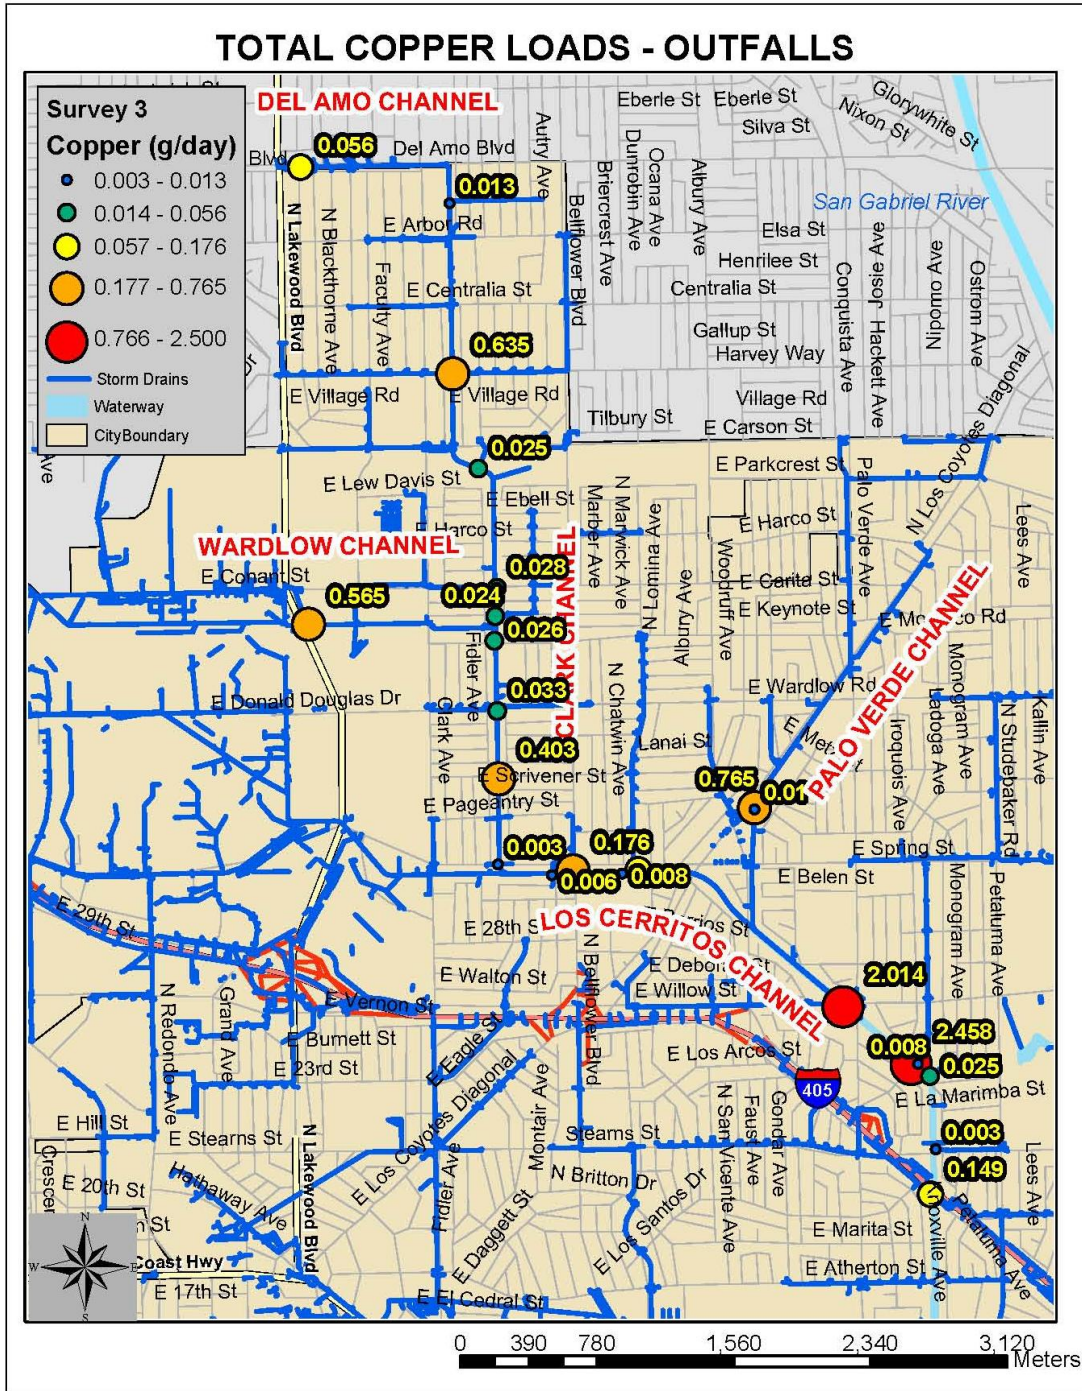 TOTAL COPPER LOADS - OUTFALLS
Survey 3
Copper (g/day)
0.003 - 0.013
0.014 - 0.056
0.057 - 0.176
0.177 - 0.765
0.766 - 2.500
Storm Drains
Waterway
CityBoundary
DEL AMO CHANNEL
Blvd
0.056
Del Amo Blvd
Autry Ave
Eberle St
Eberle St
Glorywhite St
Nixon St
Silva St
0.013
E Arbor Rd
N Lakewood Blvd
N Blackthorne Ave
Faculty Ave
Bellflower Blvd
Briercrest Ave
Dunrobin Ave
Ocana Ave
Albury Ave
San Gabriel River
Elsa St
Henrilee St
Centralia St
E Centralia St
Conquista Ave
Josie Ave
Hackett Ave
Nipomo Ave
Ostrom Ave
Gallup St
Harvey Way
0.635
Dr
E Village Rd
E Village Rd
Village Rd
Tilbury St
E Carson St
N Los Coyotes Diagonal
Ave
0.025
E Lew Davis St
E Parkcrest St
Palo Verde Ave
E Ebell St
E Harco St
Marber Ave
N Marwick Ave
N Lomina Ave
E Harco St
Lees Ave
WARDLOW CHANNEL
CLARK CHANNEL
E Conant St
0.028
0.024
0.565
0.026
Albury Ave
Woodruff Ave
E Carita St
E Keynote St
PALO VERDE CHANNEL
Rd
Fidler Ave
N Chatwin Ave
E Wardlow Rd
Monogram Ave
Ladoga Ave
Iroquois Ave
N Studebaker Rd
Kallin Ave
E Donald Douglas Dr
0.033
Clark Ave
Lanai St
0.403
E Scrivener St
E Pageantry St
0.765
0.01
0.003
0.176
0.006
0.008
E Spring St
E Belen St
Monogram Ave
Petaluma Ave
E 29th St
E 28th S
LOS CERRITOS CHANNEL
E Walton St
N Bellflower Blvd
E Willow St
2.014
N Redondo Ave
Grand Ave
E Vernon St
E Burnett St
E 23rd St
E Eagle St
E Los Arcos St
405
2.458
0.008
0.025
E La Marimba St
E Hill St
E Stearns St
N Lakewood Blvd
E Los Coyotes Diagonal
Montair Ave
Stearns St
N San Vicente Ave
Faust Ave
Gondar Ave
0.003
Lees Ave
0.149
Crescen
E 20th St
Hathaway Ave
Fidler Ave
N Britton Dr
E Daggett St
E Los Santos Dr
E Marita St
Petaluma Ave
E Atherton St
n St
Coast Hwy
E 17th St
E El Cedral St
N
W
E
S
0 390 780 1,560 2,340 3,120
Meters